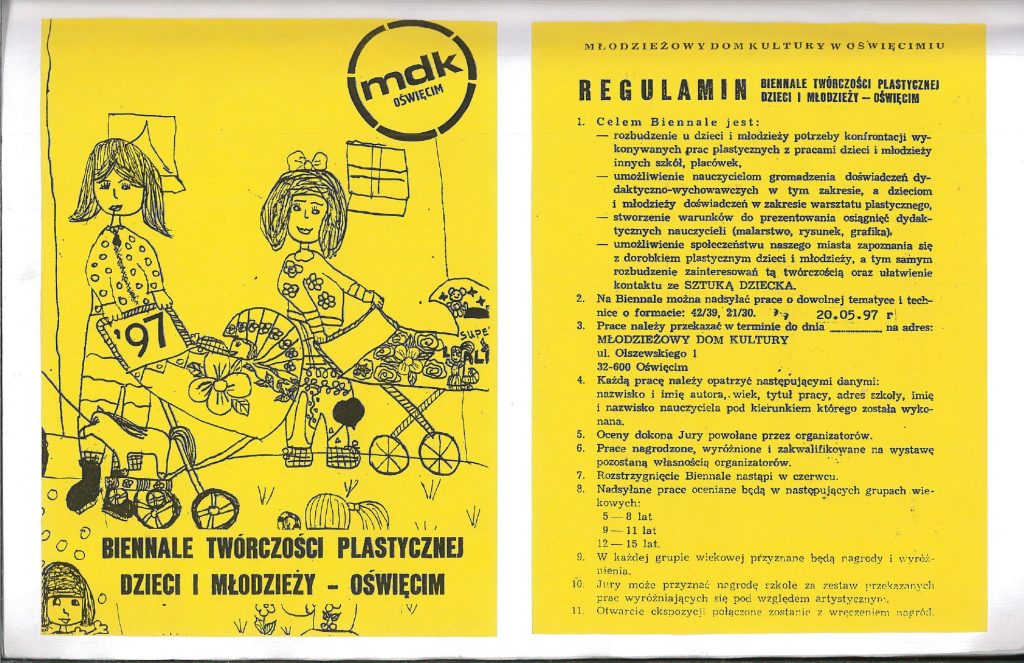 mdk
OŚWIĘCIM
'97
SUPE
BIENNALE TWÓRCZOŚCI PLASTYCZNEJ
DZIECI I MŁODZIEŻY – OŚWIĘCIM
MŁODZIEŻOWY DOM KULTURY W OŚWIĘCIMIU
REGULAMIN BIENNALE TWÓRCZOŚCI PLASTYCZNEJ
DZIECI I MŁODZIEŻY – OŚWIĘCIM
1. Celem Biennale jest:
— rozbudzenie u dzieci i młodzieży potrzeby konfrontacji wy-
konywanych prac plastycznych z pracami dzieci i młodzieży
innych szkół, placówek,
— umożliwienie nauczycielom gromadzenia doświadczeń dy-
daktyczno-wychowawczych w tym zakresie, a dzieciom
i młodzieży doświadczeń w zakresie warsztatu plastycznego,
— stworzenie warunków do prezentowania osiągnięć dydak-
tycznych nauczycieli (malarstwo, rysunek, grafika),
— umożliwienie społeczeństwu naszego miasta zapoznania się
z dorobkiem plastycznym dzieci i młodzieży, a tym samym
rozbudzenie zainteresowań tą twórczością oraz ułatwienie
kontaktu ze SZTUKĄ DZIECKA.
2. Na Biennale można nadsyłać prace o dowolnej tematyce i tech-
nice o formacie: 42/39, 21/30.
20.05.97 r
3. Prace należy przekazać w terminie do dnia ________ na adres:
MŁODZIEŻOWY DOM KULTURY
ul. Olszewskiego 1
32-600 Oświęcim
4. Każdą pracę należy opatrzyć następującymi danymi:
nazwisko i imię autora, wiek, tytuł pracy, adres szkoły, imię
i nazwisko nauczyciela pod kierunkiem którego została wyko-
nana.
5. Oceny dokona Jury powołane przez organizatorów.
6. Prace nagrodzone, wyróżnione i zakwalifikowane na wystawę
pozostaną własnością organizatorów.
7. Rozstrzygnięcie Biennale nastąpi w czerwcu.
8. Nadsyłane prace oceniane będą w następujących grupach wie-
kowych:
5 — 8 lat
9 — 11 lat
12 — 15 lat.
9. W każdej grupie wiekowej przyznane będą nagrody i wyróż-
nienia.
10. Jury może przyznać nagrodę szkole za zestaw przekazanych
prac wyróżniających się pod względem artystycznym.
11. Otwarcie ekspozycji połączone zostanie z wręczeniem nagród.